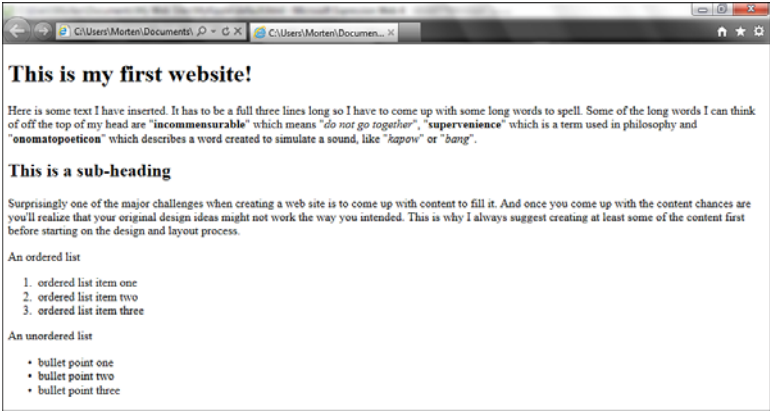 C:\Users\Morten\Documents\
C:\Users\Morten\Documen...
This is my first website!
Here is some text I have inserted. It has to be a full three lines long so I have to come up with some long words to spell. Some of the long words I can think
of off the top of my head are "incommensurable" which means "do not go together", "supervenience" which is a term used in philosophy and
"onomatopoeticon" which describes a word created to simulate a sound, like "kapow" or "bang".
This is a sub-heading
Surprisingly one of the major challenges when creating a web site is to come up with content to fill it. And once you come up with the content chances are
you'll realize that your original design ideas might not work the way you intended. This is why I always suggest creating at least some of the content first
before starting on the design and layout process.
An ordered list
1. ordered list item one
2. ordered list item two
3. ordered list item three
An unordered list
• bullet point one
• bullet point two
• bullet point three